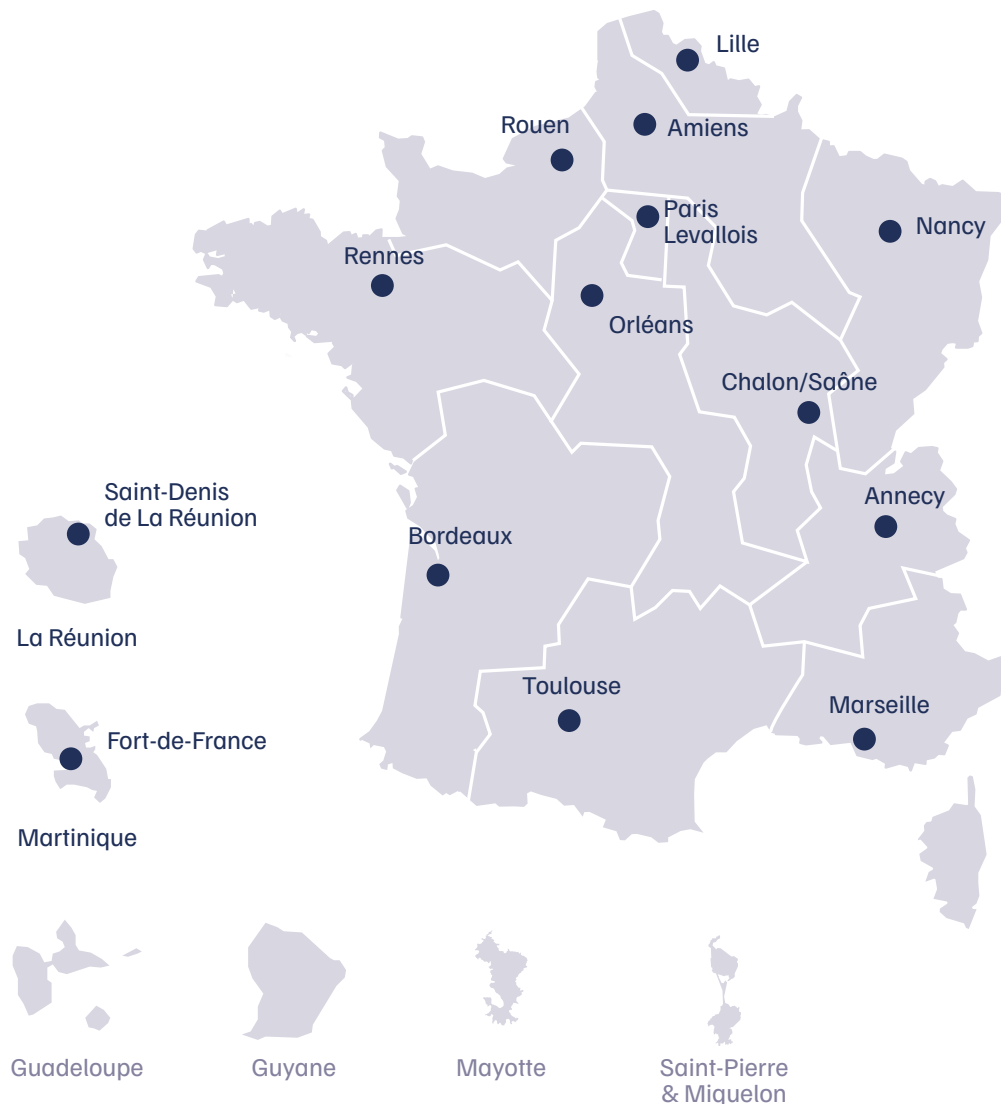 Lille
Rouen
Amiens
Paris
Levallois
Nancy
Rennes
Orléans
Chalon/Saône
Saint-Denis
de La Réunion
Annecy
Bordeaux
La Réunion
Toulouse
Marseille
Fort-de-France
Martinique
Guadeloupe
Guyane
Mayotte
Saint-Pierre
& Miquelon